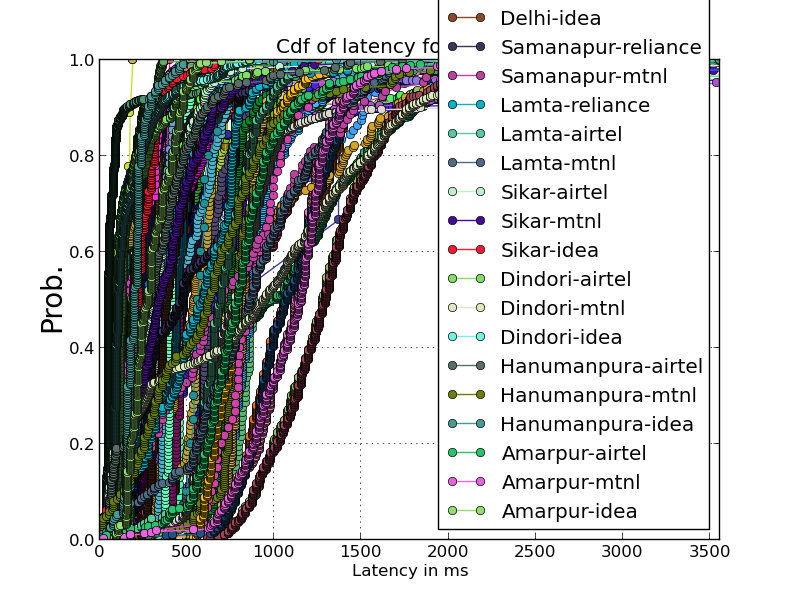 Cdf of latency fo
Delhi-idea
Samanapur-reliance
Samanapur-mtnl
Lamta-reliance
Lamta-airtel
Lamta-mtnl
Sikar-airtel
Sikar-mtnl
Sikar-idea
Dindori-airtel
Dindori-mtnl
Dindori-idea
Hanumanpura-airtel
Hanumanpura-mtnl
Hanumanpura-idea
Amarpur-airtel
Amarpur-mtnl
Amarpur-idea
Prob.
1.0
0.8
0.6
0.4
0.2
0.0
0 500 1000 1500 2000 2500 3000 3500
Latency in ms